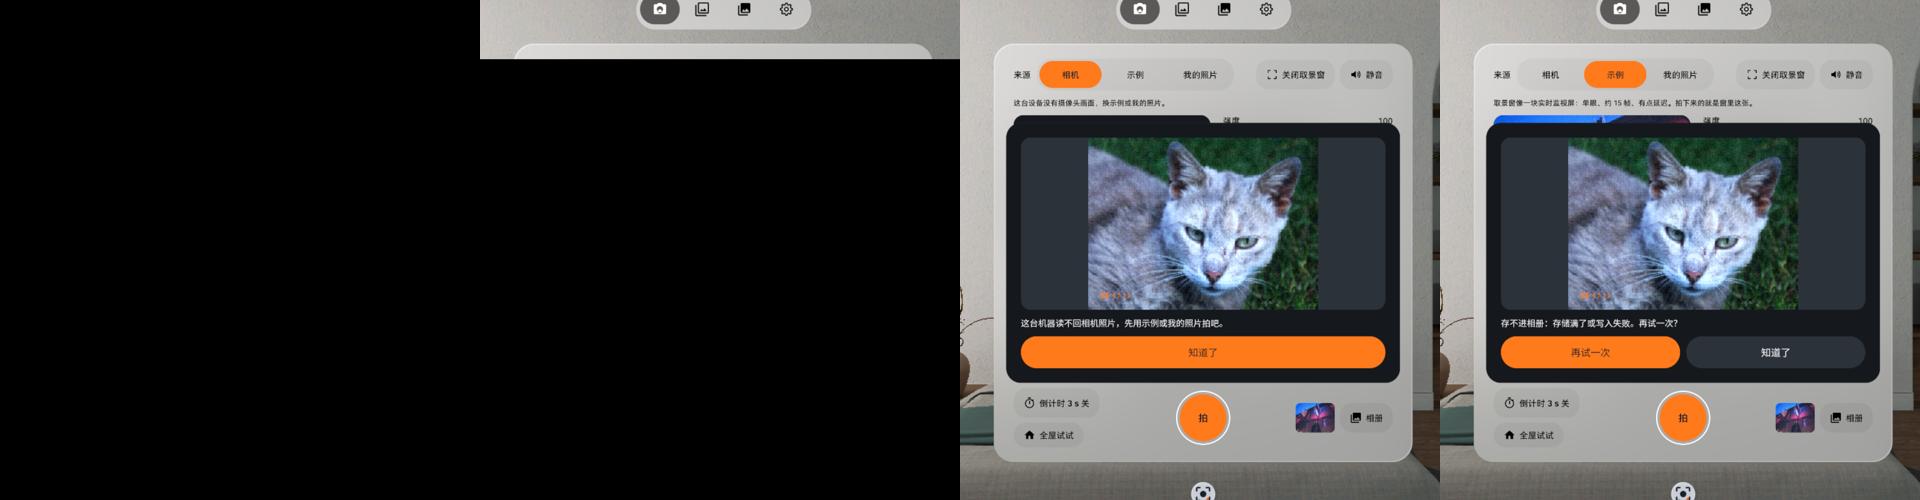 来源 相机 示例 我的照片 关闭取景窗 静音
这台设备没有摄像头画面，换示例或我的照片。
强度 100
这台机器读不回相机照片，先用示例或我的照片拍吧。
知道了
倒计时 3 s 关
拍
相册
全屋试试
来源 相机 示例 我的照片 关闭取景窗 静音
取景窗像一块实时监视屏：单眼、约 15 帧、有点延迟。拍下来的就是窗里这张。
强度 100
存不进相册：存储满了或写入失败。再试一次？
再试一次 知道了
倒计时 3 s 关
拍
相册
全屋试试